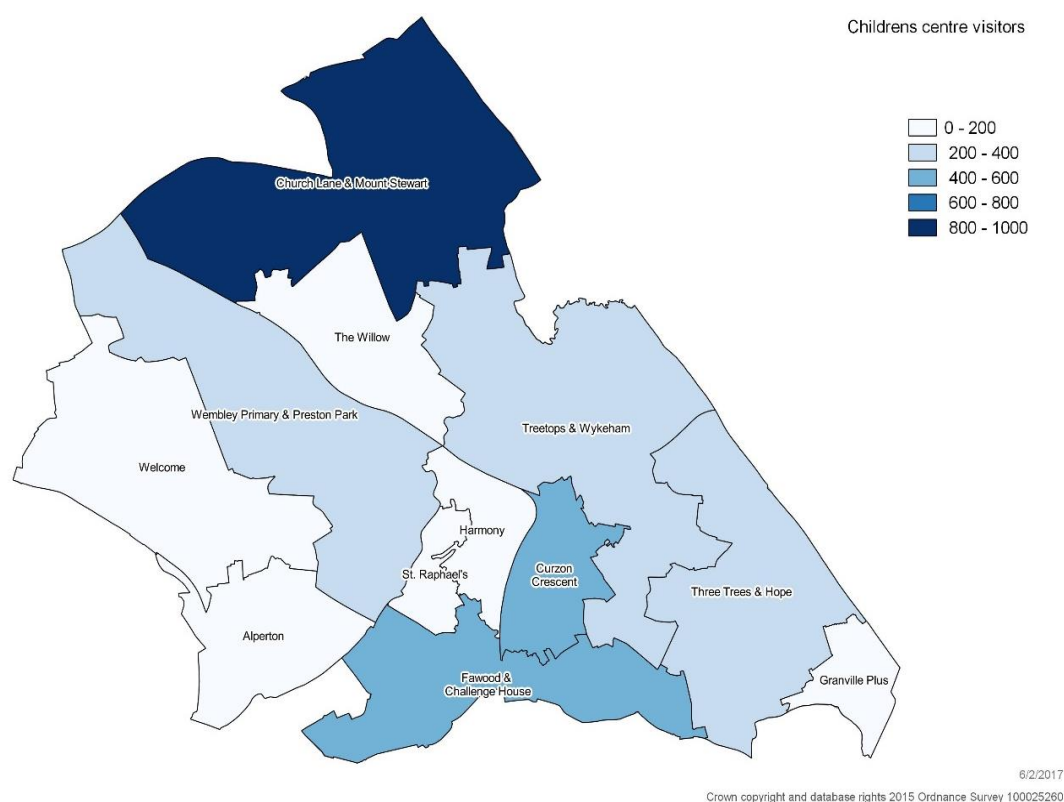 Childrens centre visitors
0 - 200
200 - 400
400 - 600
600 - 800
800 - 1000
Church Lane & Mount Stewart
The Willow
Wembley Primary & Preston Park
Treetops & Wykeham
Welcome
Harmony
St. Raphael's
Curzon
Crescent
Three Trees & Hope
Alperton
Fawood &
Challenge House
Granville Plus
6/2/2017
Crown copyright and database rights 2015 Ordnance Survey 100025260